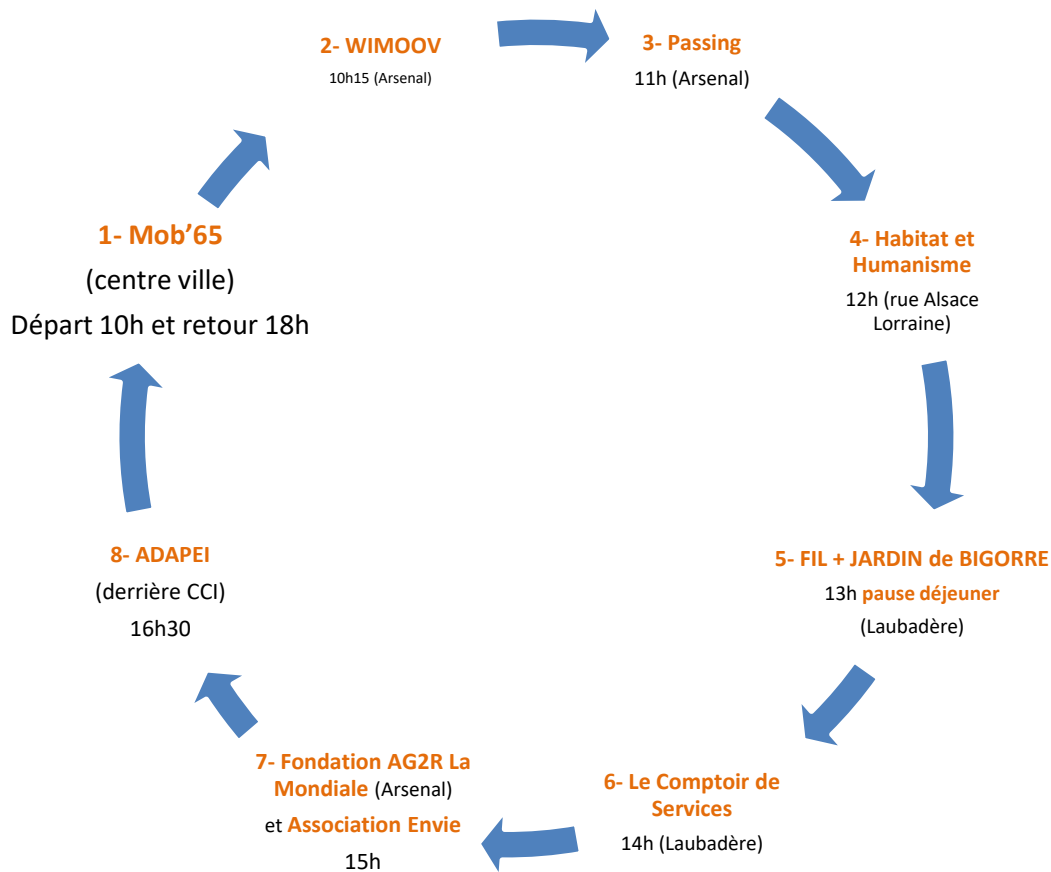 1- Mob’65
(centre ville)
Départ 10h et retour 18h
2- WIMOOV
10h15 (Arsenal)
3- Passing
11h (Arsenal)
4- Habitat et
Humanisme
12h (rue Alsace
Lorraine)
5- FIL + JARDIN de BIGORRE
13h pause déjeuner
(Laubadère)
6- Le Comptoir de
Services
14h (Laubadère)
7- Fondation AG2R La
Mondiale (Arsenal)
et Association Envie
15h
8- ADAPEI
(derrière CCI)
16h30